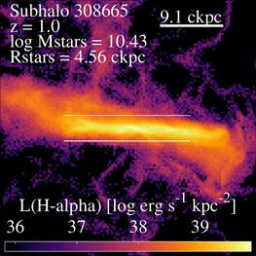 Subhalo 308665
z = 1.0
log Mstars = 10.43
Rstars = 4.56 ckpc
9.1 ckpc
L(H-alpha) [log erg s⁻¹ kpc⁻²]
36 37 38 39